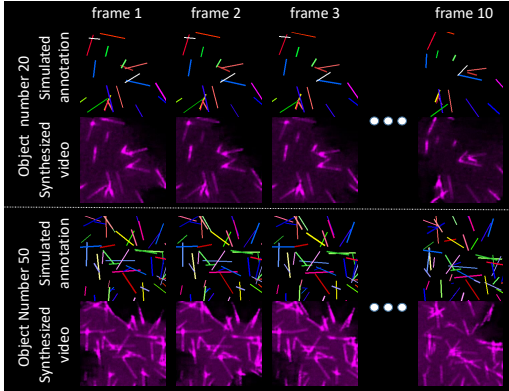 frame 1
frame 2
frame 3
frame 10
Object number 20
Simulated
annotation
Synthesized
video
Object Number 50
Simulated
annotation
Synthesized
video